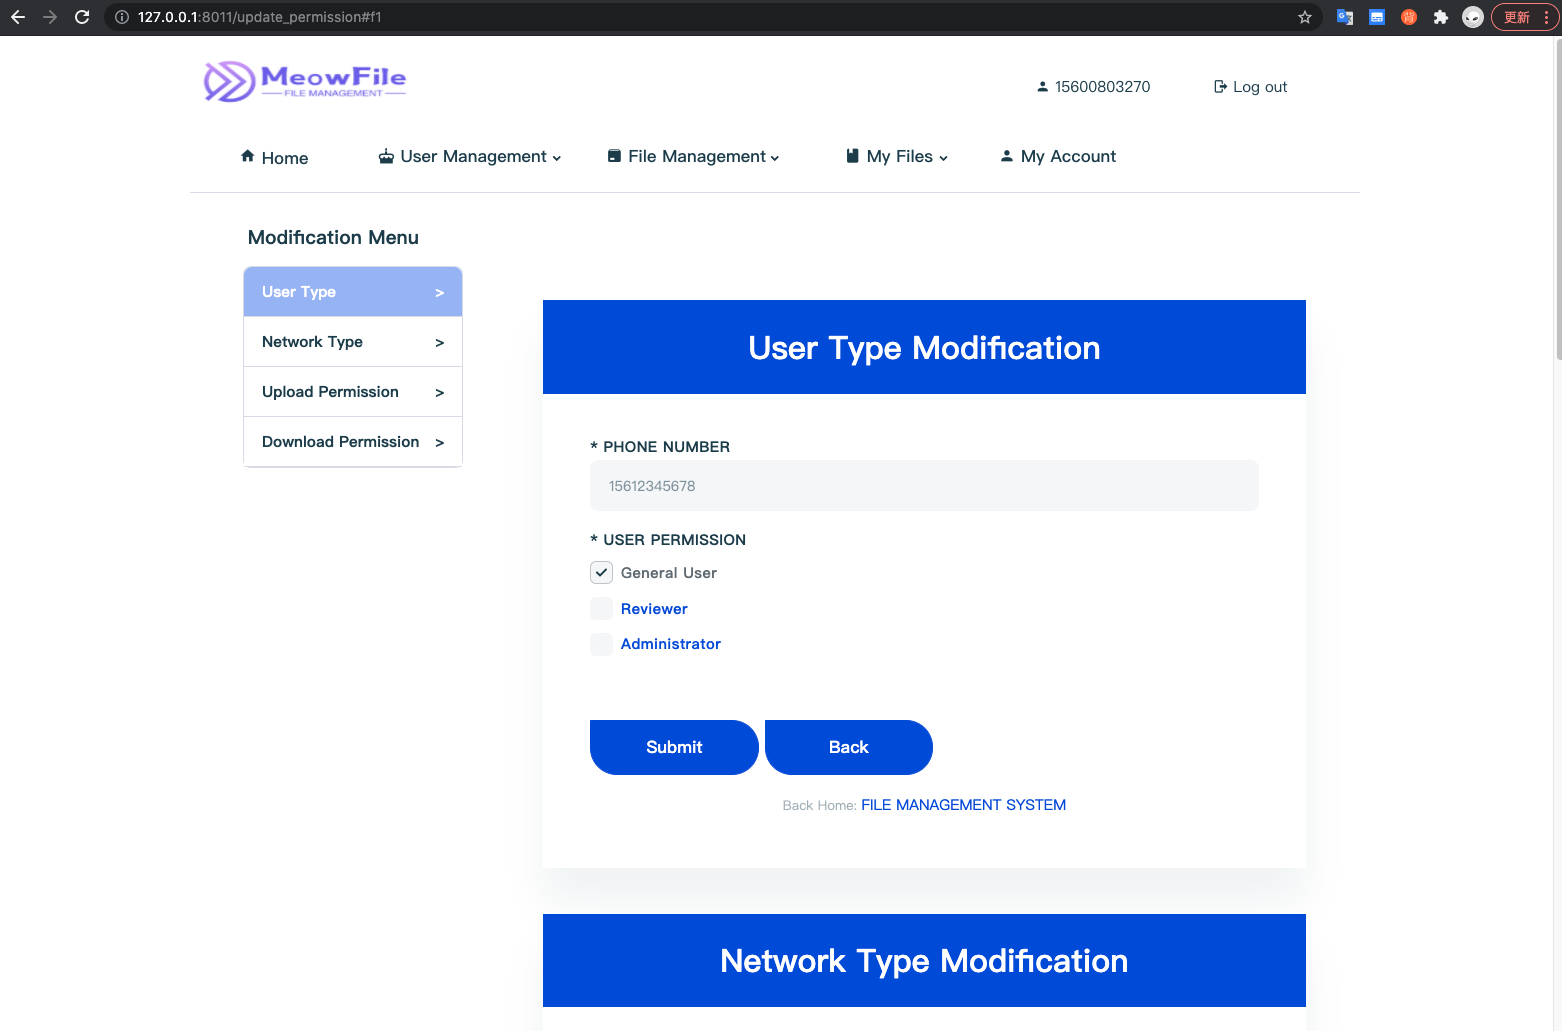 127.0.0.1:8011/update_permission#f1
更新
MeowFile
FILE MANAGEMENT
15600803270
Log out
Home
User Management
File Management
My Files
My Account
Modification Menu
User Type >
Network Type >
Upload Permission >
Download Permission >
User Type Modification
* PHONE NUMBER
15612345678
* USER PERMISSION
General User
Reviewer
Administrator
Submit
Back
Back Home: FILE MANAGEMENT SYSTEM
Network Type Modification